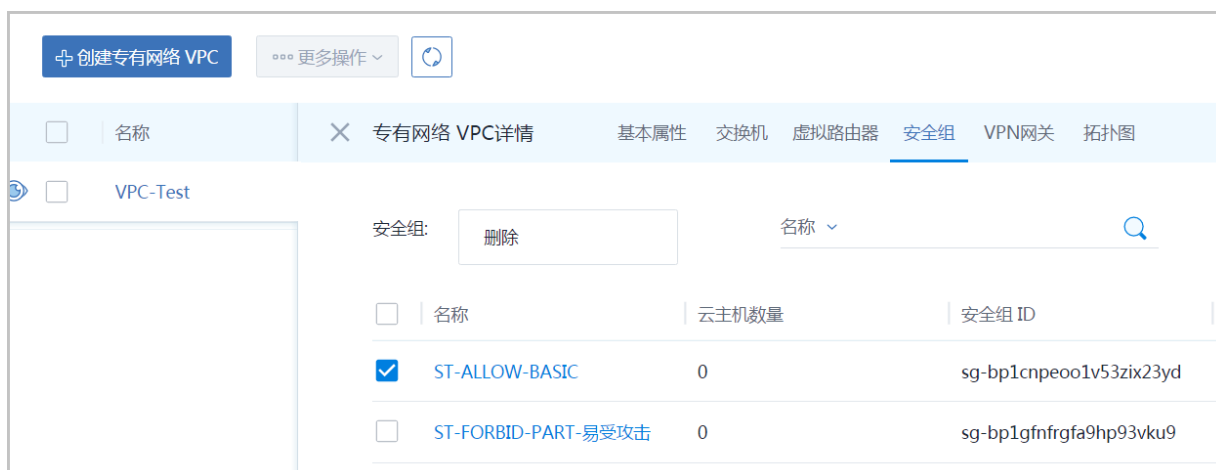 创建专有网络 VPC 更多操作
名称 专有网络 VPC详情 基本属性 交换机 虚拟路由器 安全组 VPN网关 拓扑图
VPC-Test
安全组: 删除 名称
名称 云主机数量 安全组 ID
ST-ALLOW-BASIC 0 sg-bp1cnpeoo1v53zix23yd
ST-FORBID-PART-易受攻击 0 sg-bp1gfnfrgfa9hp93vku9